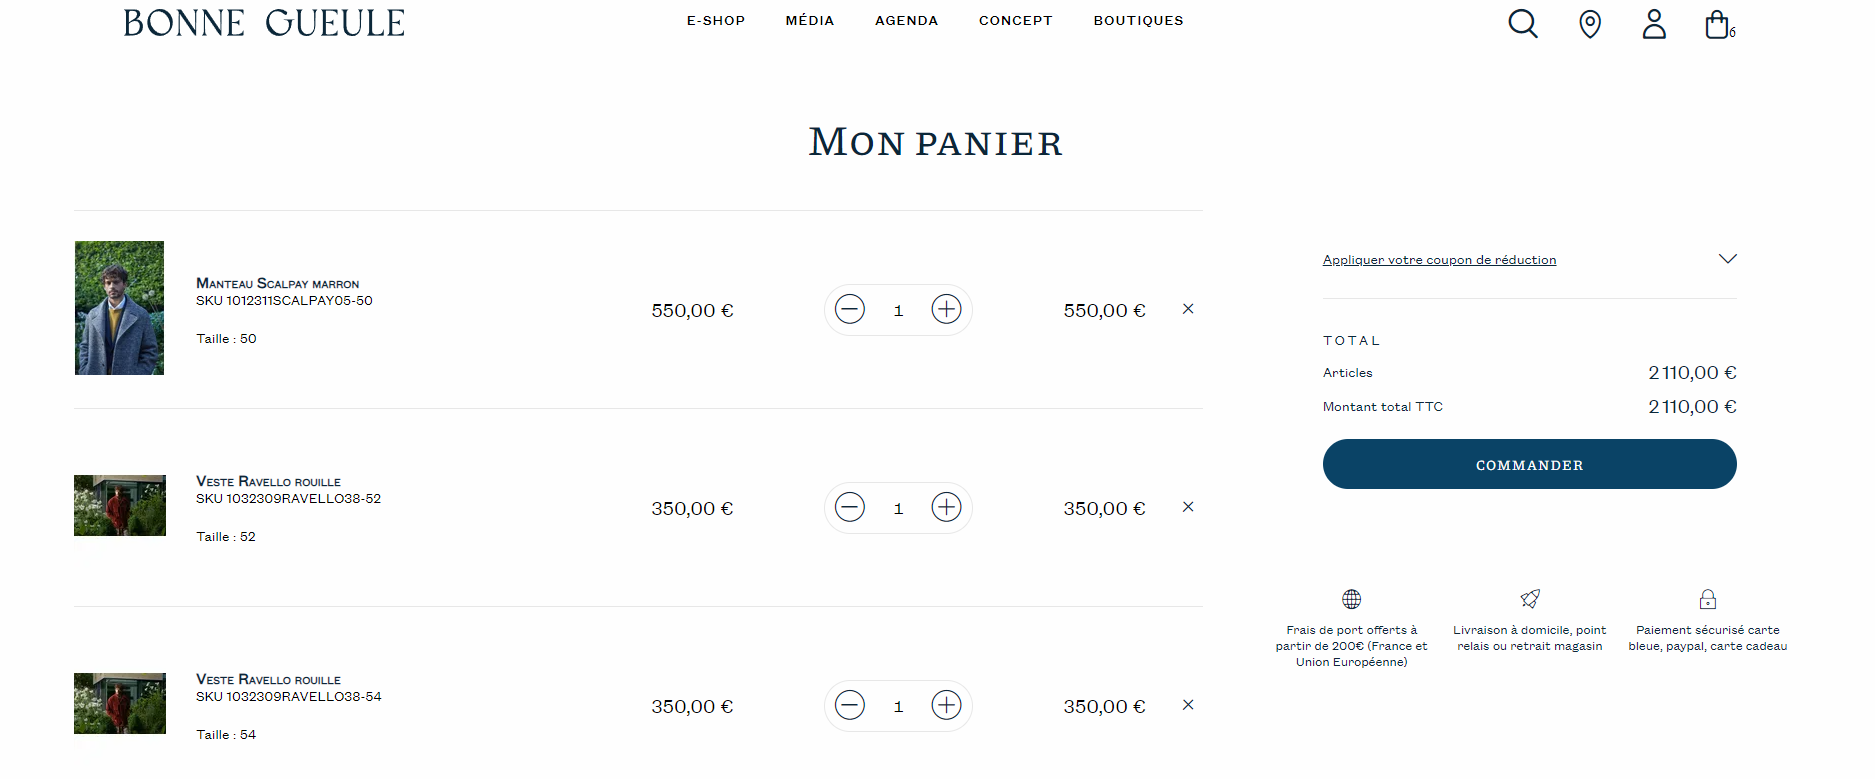 BONNE GUEULE
E-SHOP
MÉDIA
AGENDA
CONCEPT
BOUTIQUES
6
MON PANIER
MANTEAU SCALPAY MARRON
SKU 1012311SCALPAY05-50
Taille : 50
550,00 €
1
550,00 €
VESTE RAVELLO ROUILLE
SKU 1032309RAVELLO38-52
Taille : 52
350,00 €
1
350,00 €
VESTE RAVELLO ROUILLE
SKU 1032309RAVELLO38-54
Taille : 54
350,00 €
1
350,00 €
Appliquer votre coupon de réduction
TOTAL
Articles
2 110,00 €
Montant total TTC
2 110,00 €
COMMANDER
Frais de port offerts à
partir de 200€ (France et
Union Européenne)
Livraison à domicile, point
relais ou retrait magasin
Paiement sécurisé carte
bleue, paypal, carte cadeau